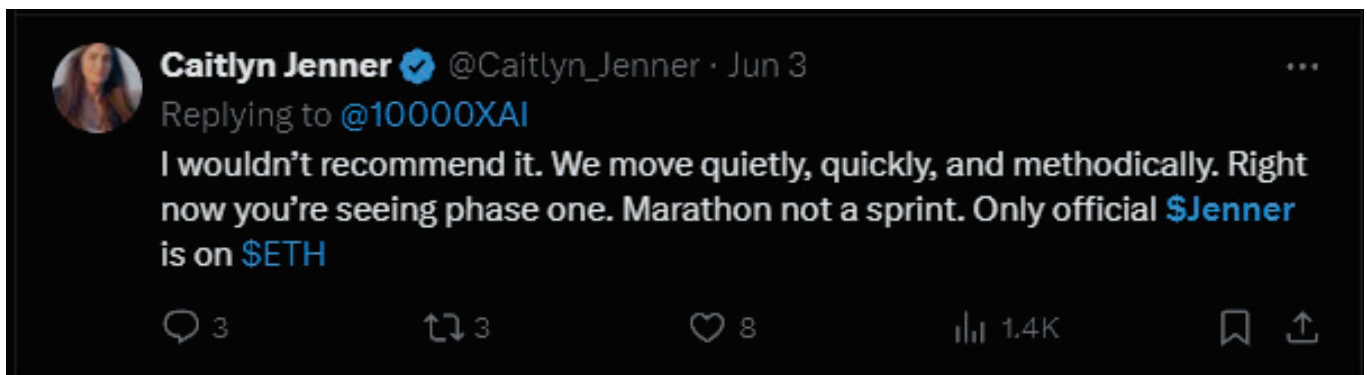 Caitlyn Jenner @Caitlyn_Jenner · Jun 3
Replying to @10000XAI
I wouldn’t recommend it. We move quietly, quickly, and methodically. Right
now you’re seeing phase one. Marathon not a sprint. Only official $Jenner
is on $ETH
3 3 8 1.4K